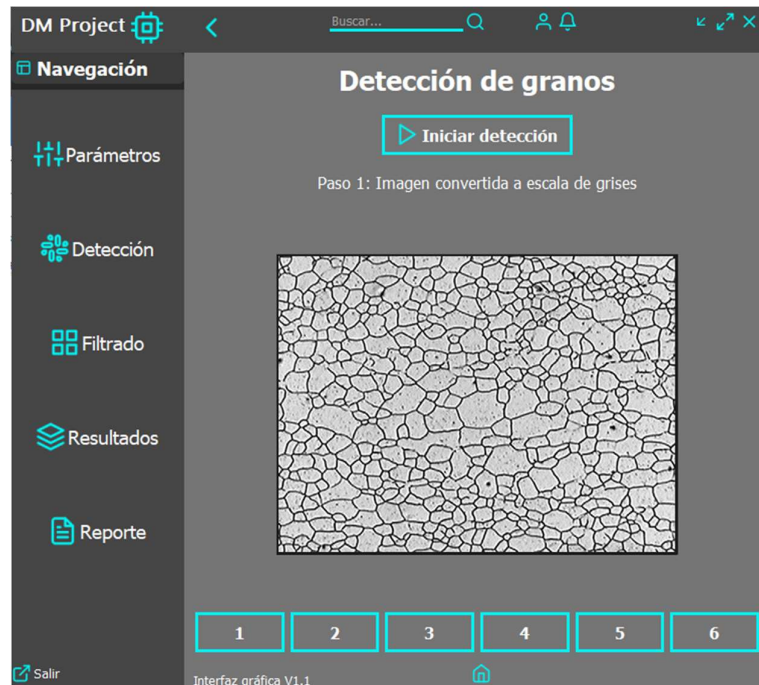 DM Project
Buscar...
Navegación
Detección de granos
Iniciar detección
Paso 1: Imagen convertida a escala de grises
Parámetros
Detección
Filtrado
Resultados
Reporte
1 2 3 4 5 6
Salir
Interfaz gráfica V1.1